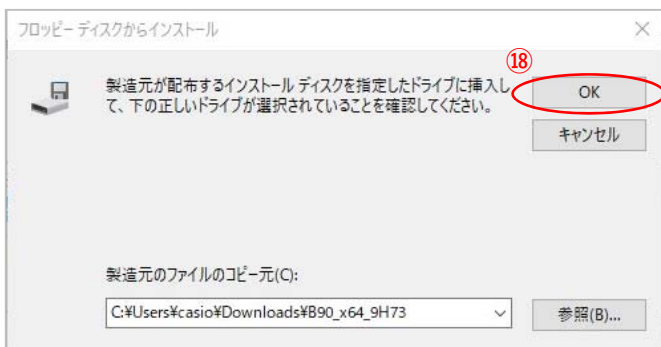 フロッピー ディスクからインストール
⑱
製造元が配布するインストール ディスクを指定したドライブに挿入し
て、下の正しいドライブが選択されていることを確認してください。
OK
キャンセル
製造元のファイルのコピー元(C):
C:¥Users¥casio¥Downloads¥B90_x64_9H73
参照(B)...